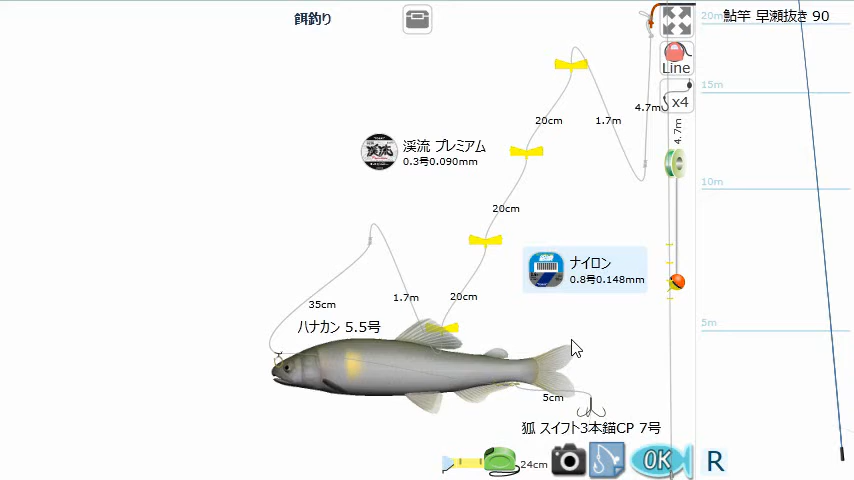 餌釣り
鮎竿 早瀬抜き 90
20m
Line
15m
x4
4.7m
20cm
1.7m
4.7m
渓流 プレミアム
0.3号0.090mm
10m
20cm
ナイロン
0.8号0.148mm
35cm
1.7m
20cm
5m
ハナカン 5.5号
5cm
狐 スイフト3本錨CP 7号
24cm
OK
R